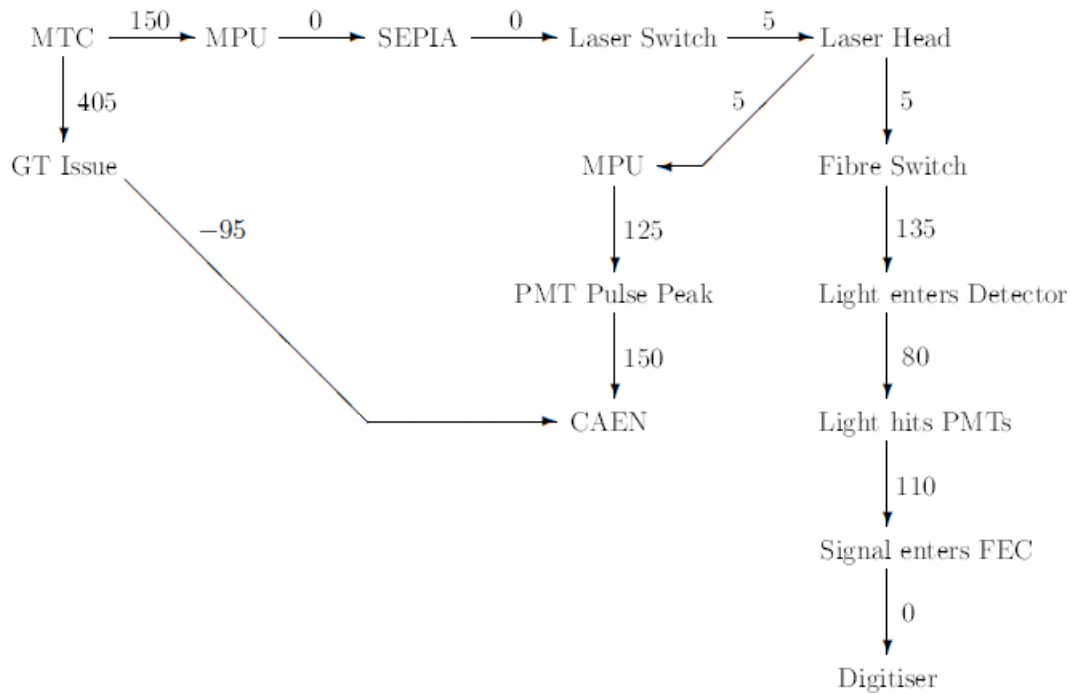 150 0 0 5
MTC MPU SEPIA Laser Switch Laser Head
405 5 5
GT Issue MPU Fibre Switch
−95 125 135
PMT Pulse Peak Light enters Detector
150 80
CAEN Light hits PMTs
110
Signal enters FEC
0
Digitiser